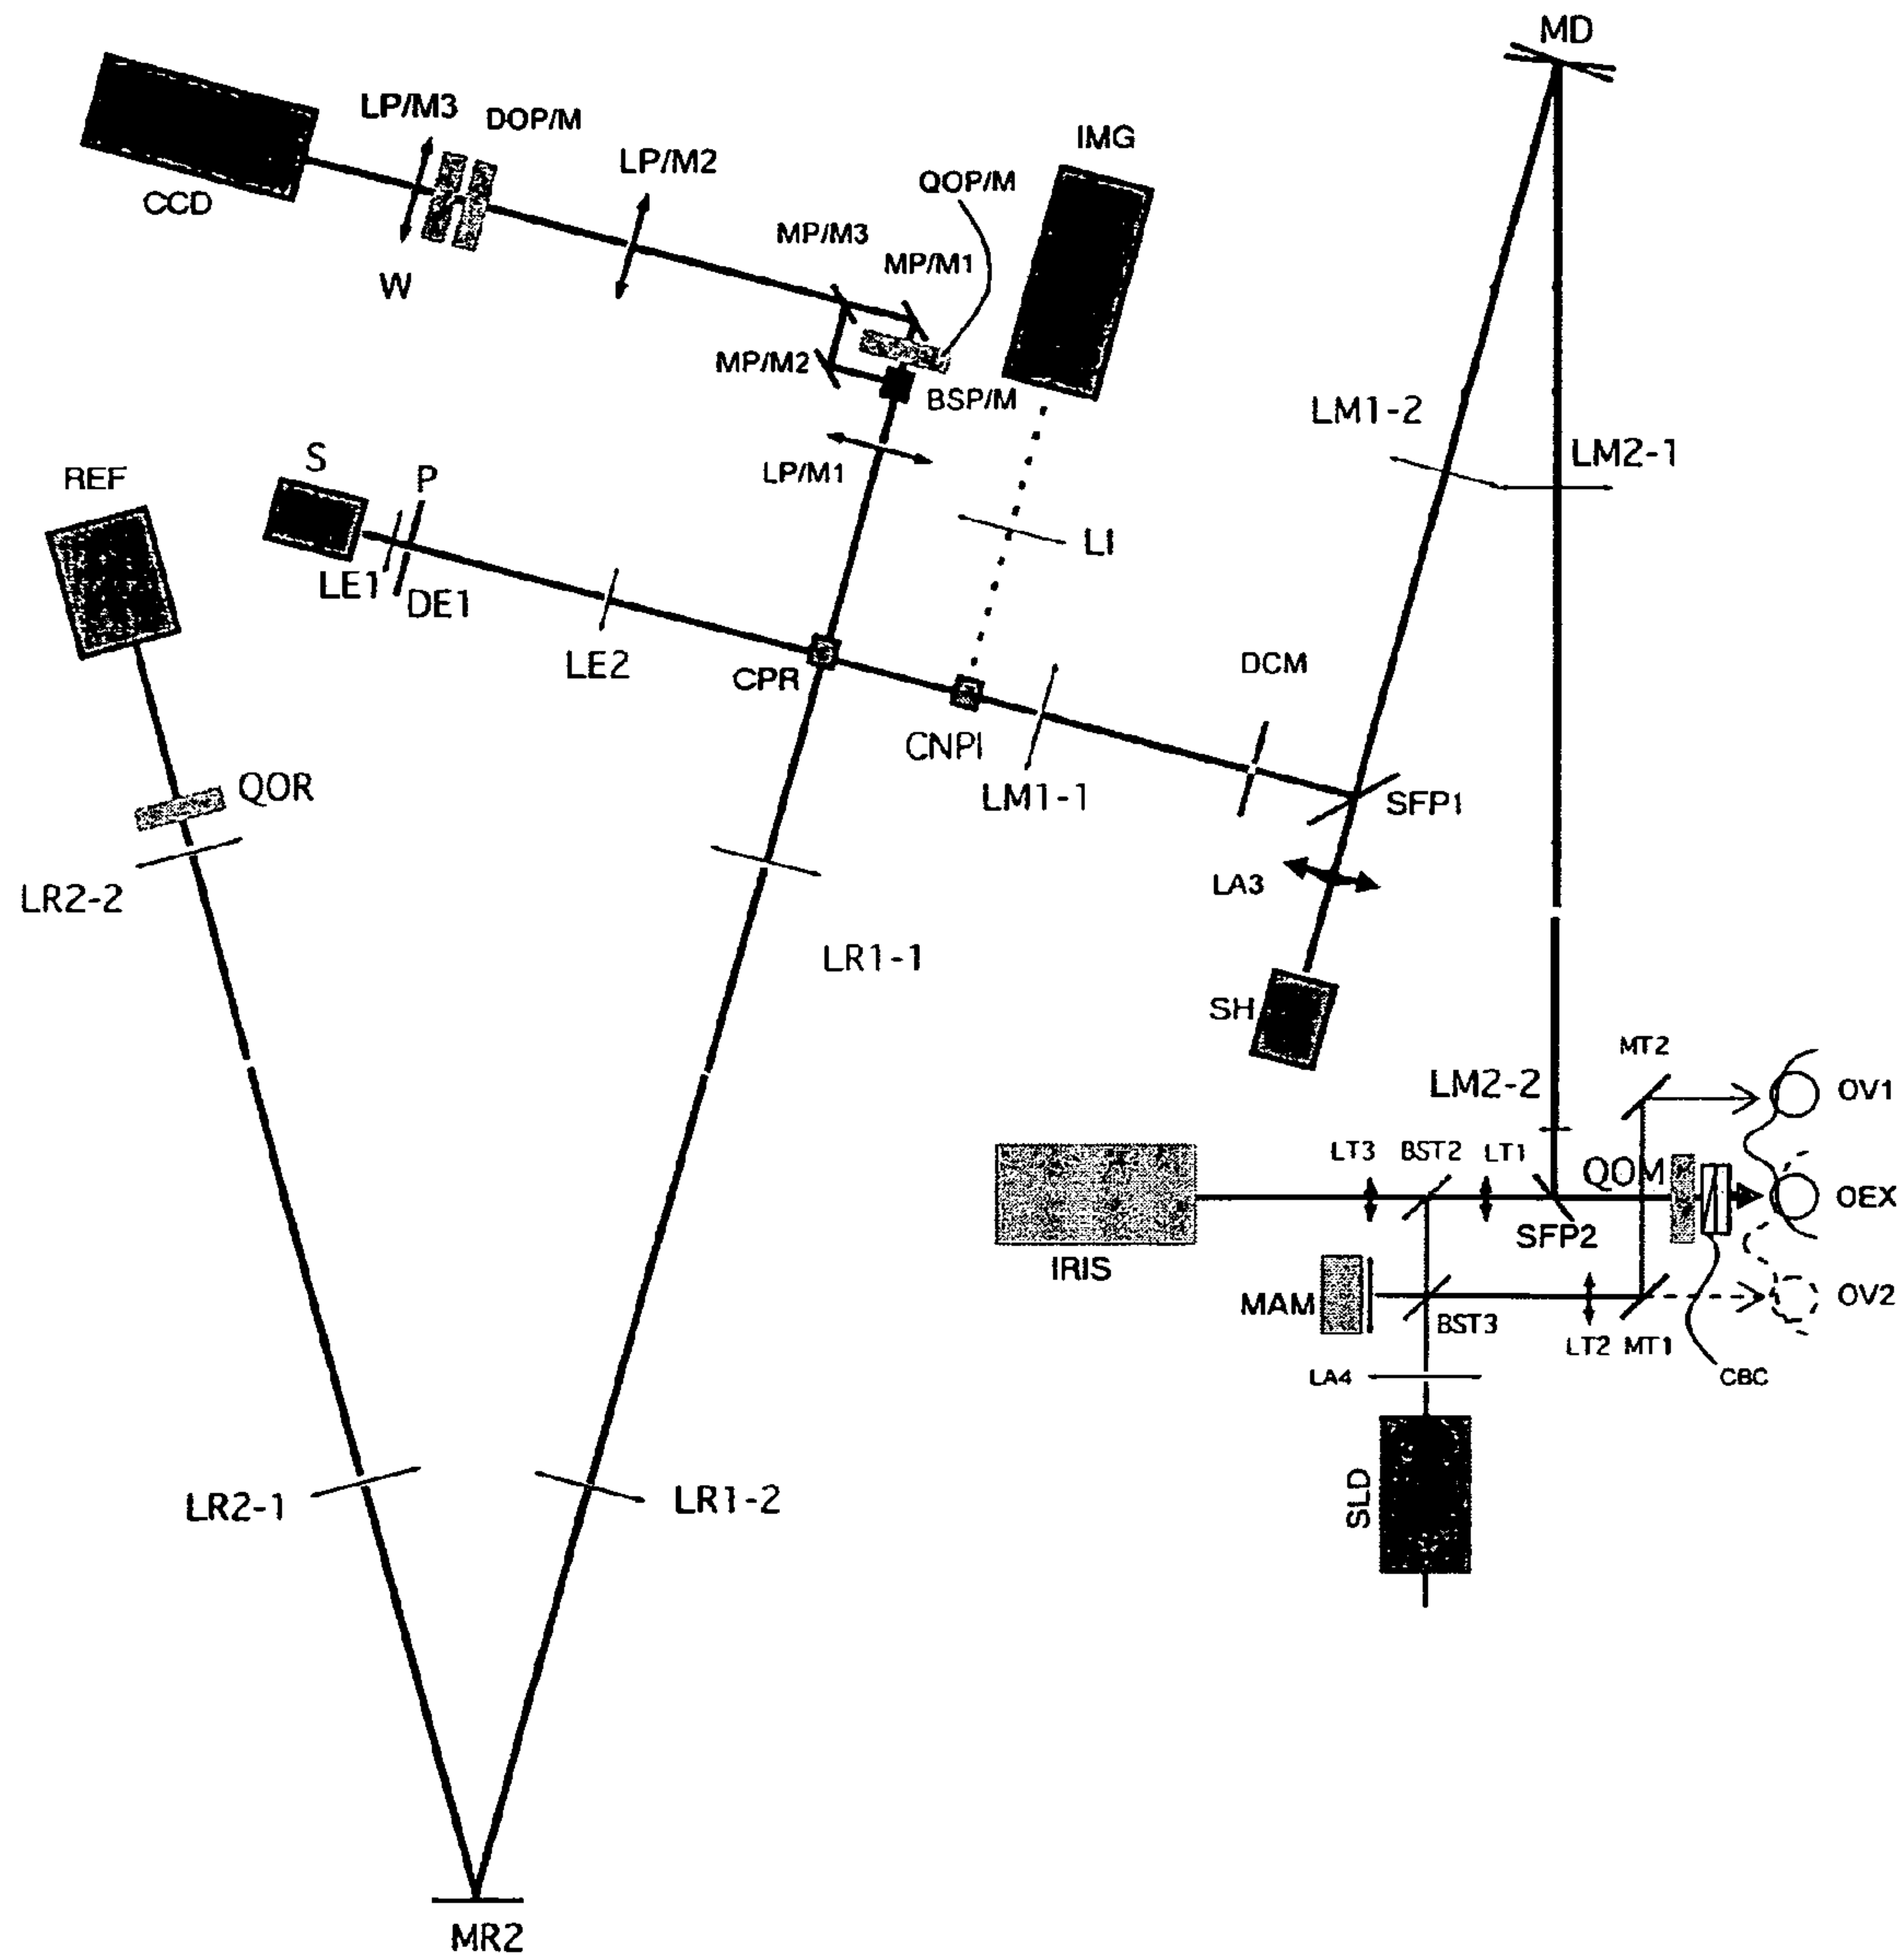 MD
LP/M3
DOP/M
LP/M2
IMG
QOP/M
CCD
MP/M3
MP/M1
W
MP/M2
BSP/M
LM1-2
LM2-1
S
P
LP/M1
REF
LI
LE1
DE1
LE2
CPR
DCM
CNPI
QOR
LM1-1
SFP1
LA3
LR2-2
LR1-1
SH
MT2
LM2-2
OV1
LT3
BST2
LT1
QOM
OEX
SFP2
IRIS
MAM
OV2
BST3
LT2
MT1
LA4
CBC
SLD
LR2-1
LR1-2
MR2